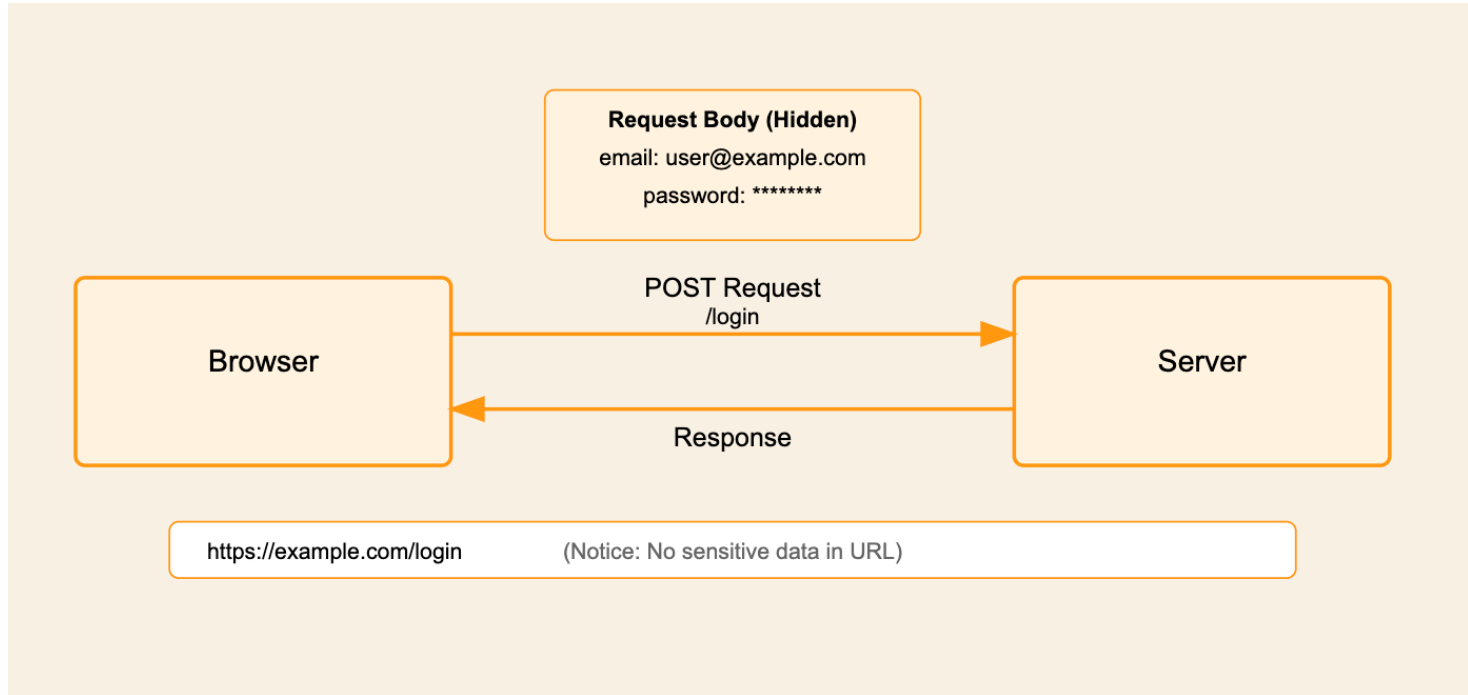 Request Body (Hidden)
email: user@example.com
password: ********
POST Request
/login
Browser
Server
Response
https://example.com/login (Notice: No sensitive data in URL)